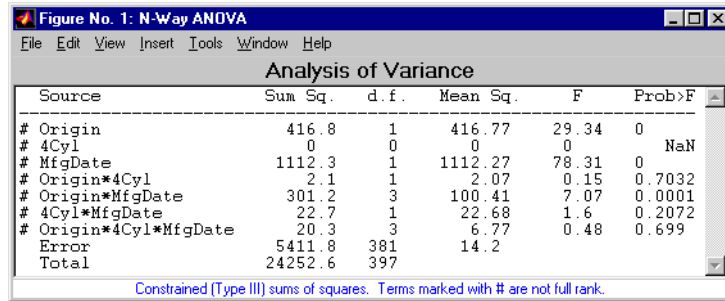 Figure No. 1: N-Way ANOVA
File Edit View Insert Tools Window Help
Analysis of Variance
Source Sum Sq. d.f. Mean Sq. F Prob>F
# Origin 416.8 1 416.77 29.34 0
# 4Cyl 0 0 0 0 NaN
# MfgDate 1112.3 1 1112.27 78.31 0
# Origin*4Cyl 2.1 1 2.07 0.15 0.7032
# Origin*MfgDate 301.2 3 100.41 7.07 0.0001
# 4Cyl*MfgDate 22.7 1 22.68 1.6 0.2072
# Origin*4Cyl*MfgDate 20.3 3 6.77 0.48 0.699
Error 5411.8 381 14.2
Total 24252.6 397
Constrained (Type III) sums of squares. Terms marked with # are not full rank.